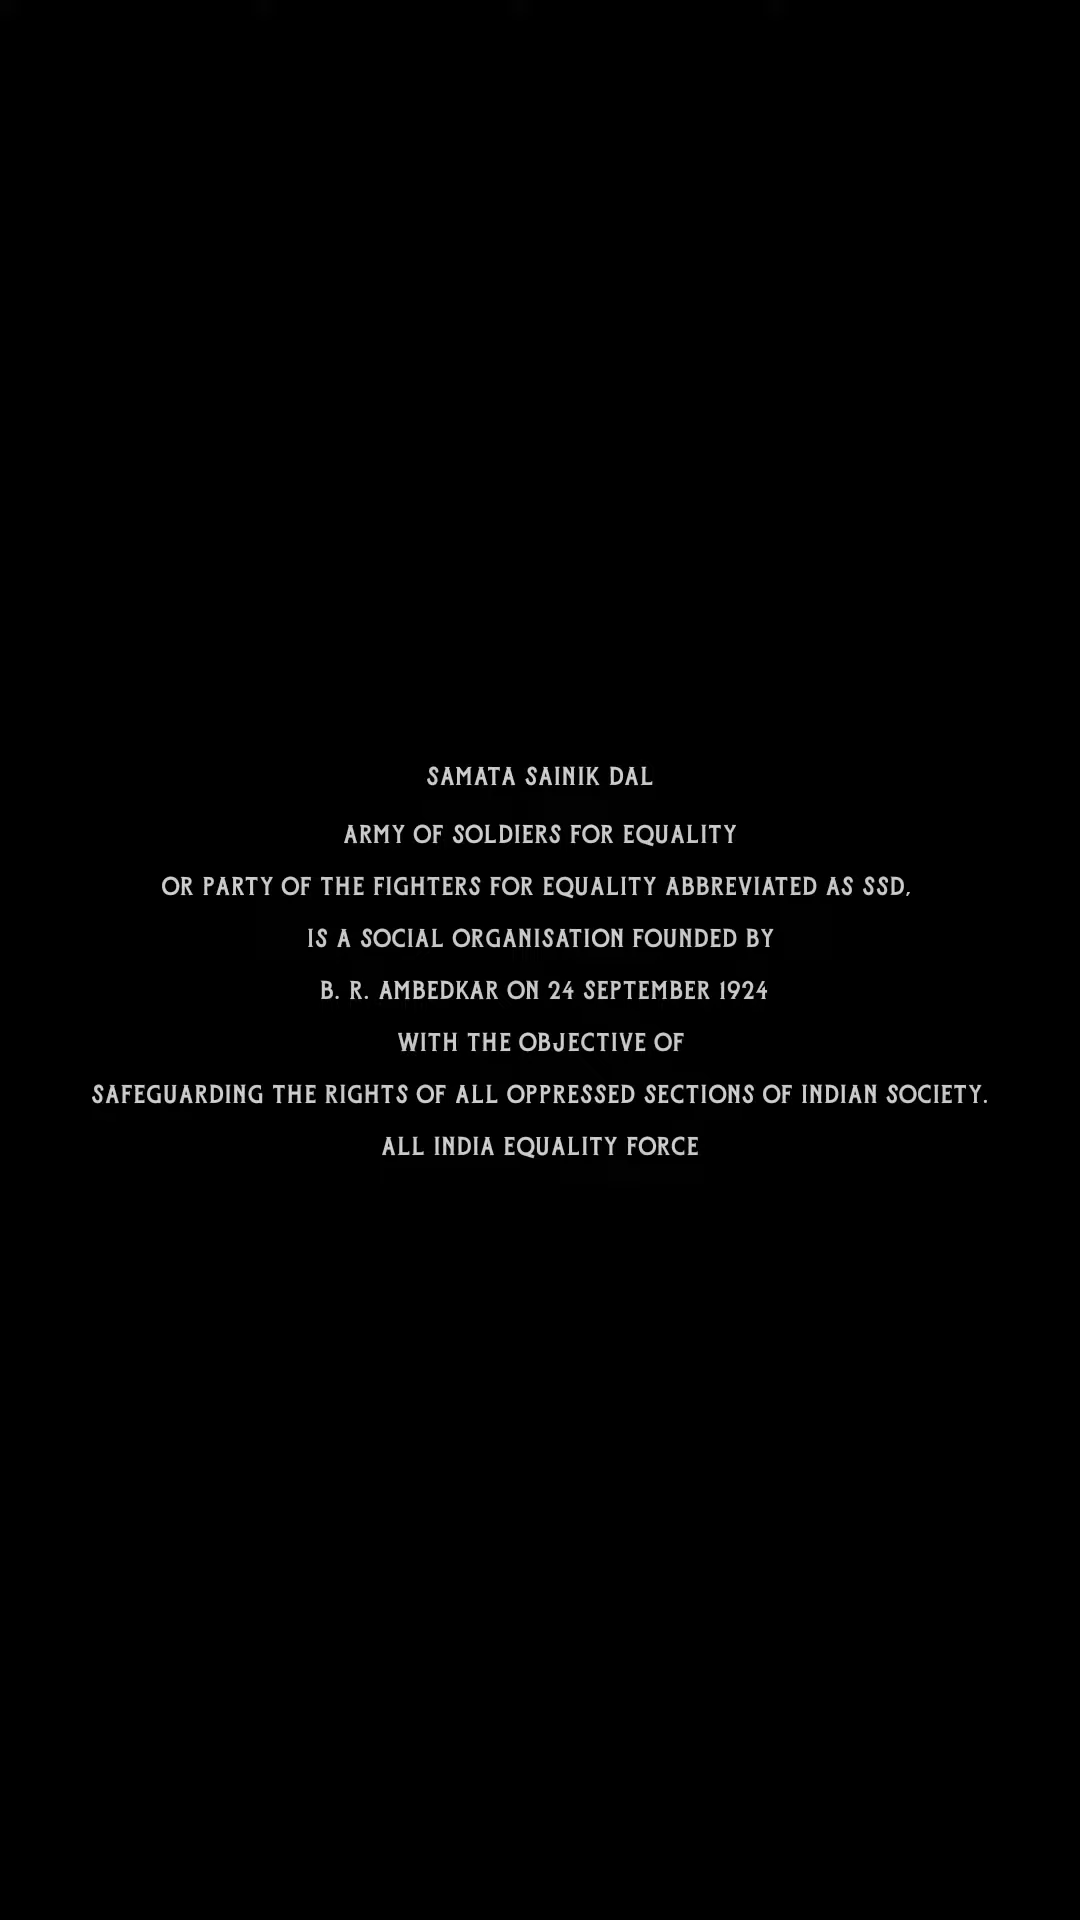 SAMATA SAINIK DAL
ARMY OF SOLDIERS FOR EQUALITY
OR PARTY OF THE FIGHTERS FOR EQUALITY ABBREVIATED AS SSD,
IS A SOCIAL ORGANISATION FOUNDED BY
B. R. AMBEDKAR ON 24 SEPTEMBER 1924
WITH THE OBJECTIVE OF
SAFEGUARDING THE RIGHTS OF ALL OPPRESSED SECTIONS OF INDIAN SOCIETY.
ALL INDIA EQUALITY FORCE